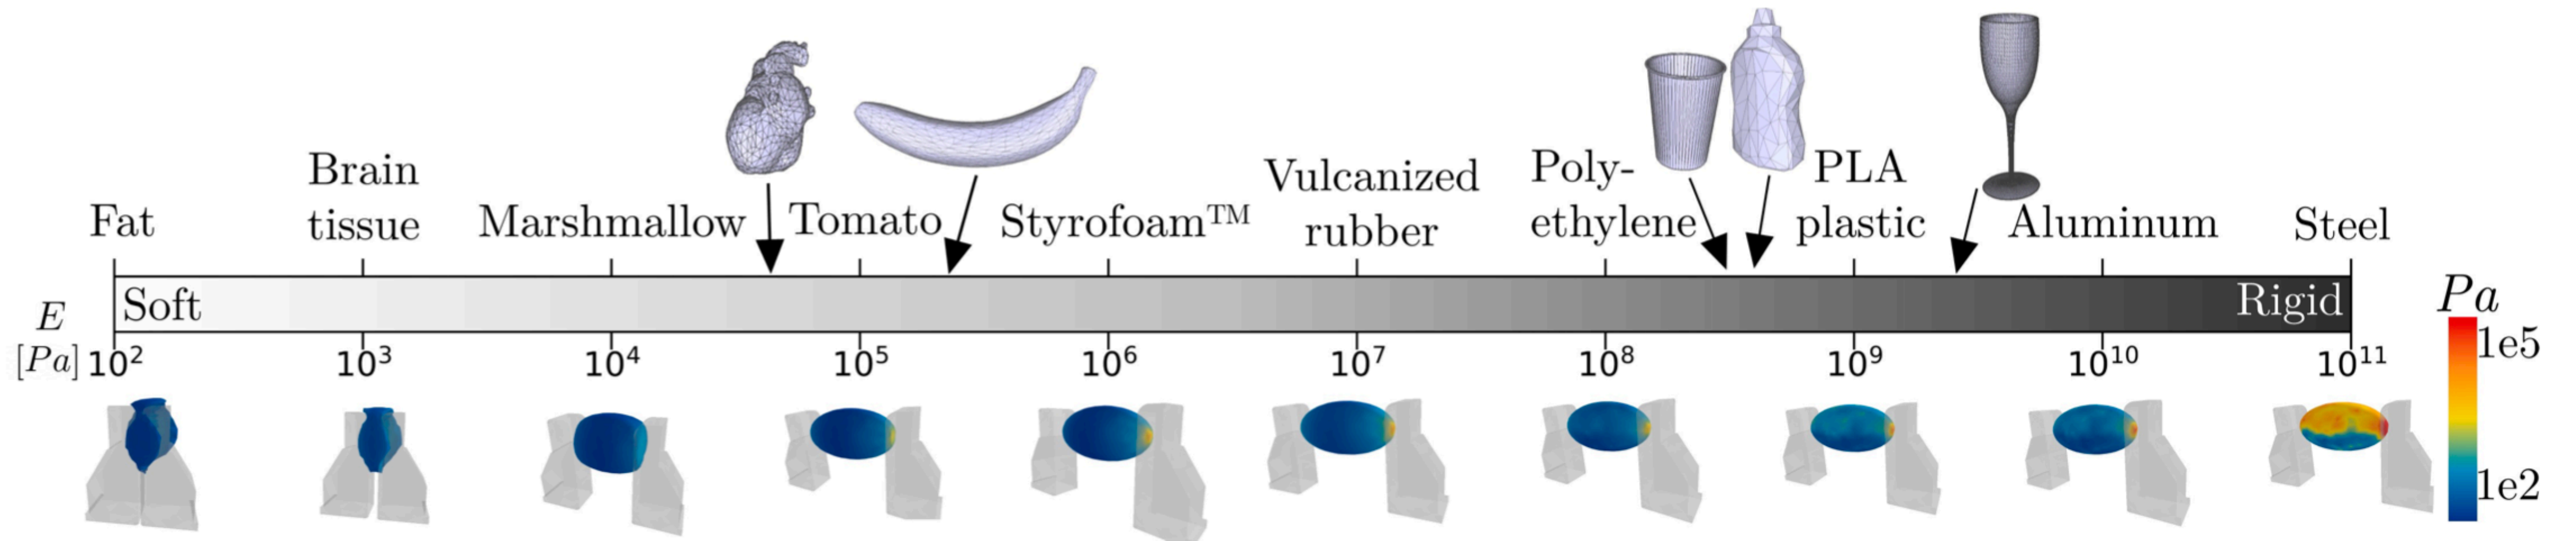 Fat
Brain
tissue
Marshmallow
Tomato
Styrofoam™
Vulcanized
rubber
Poly-
ethylene
PLA
plastic
Aluminum
Steel
Soft
Rigid
E
[Pa]
10² 10³ 10⁴ 10⁵ 10⁶ 10⁷ 10⁸ 10⁹ 10¹⁰ 10¹¹
Pa
1e5
1e2